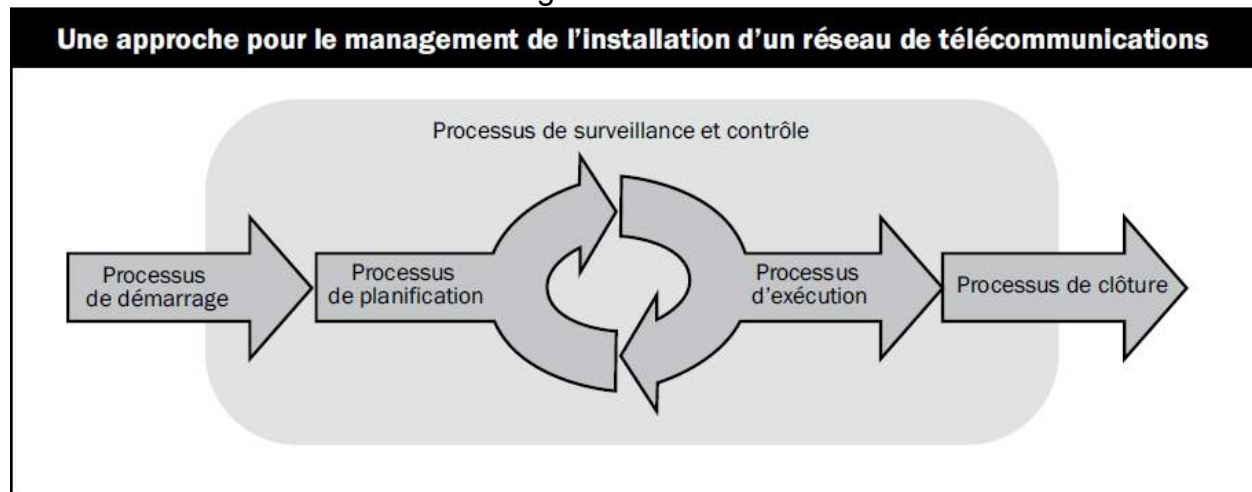 Une approche pour le management de l'installation d'un réseau de télécommunications
Processus de surveillance et contrôle
Processus
de démarrage
Processus
de planification
Processus
d'exécution
Processus de clôture